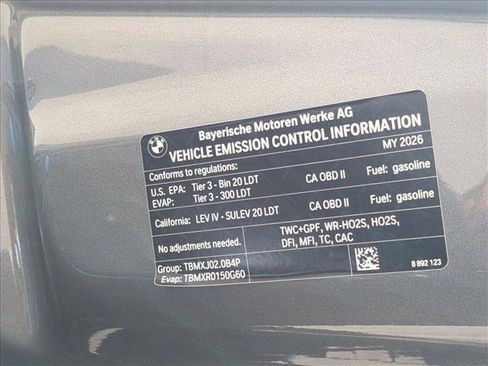 BMW
Bayerische Motoren Werke AG
VEHICLE EMISSION CONTROL INFORMATION
Conforms to regulations: MY 2026
U.S. EPA: Tier 3 - Bin 20 LDT CA OBD II Fuel: gasoline
EVAP: Tier 3 - 300 LDT
California: LEV IV - SULEV 20 LDT CA OBD II Fuel: gasoline
No adjustments needed. TWC+GPF, WR-HO2S, HO2S,
DFI, MFI, TC, CAC
Group: TBMXJ02.0B4P
Evap: TBMXR0150G60
8 892 123